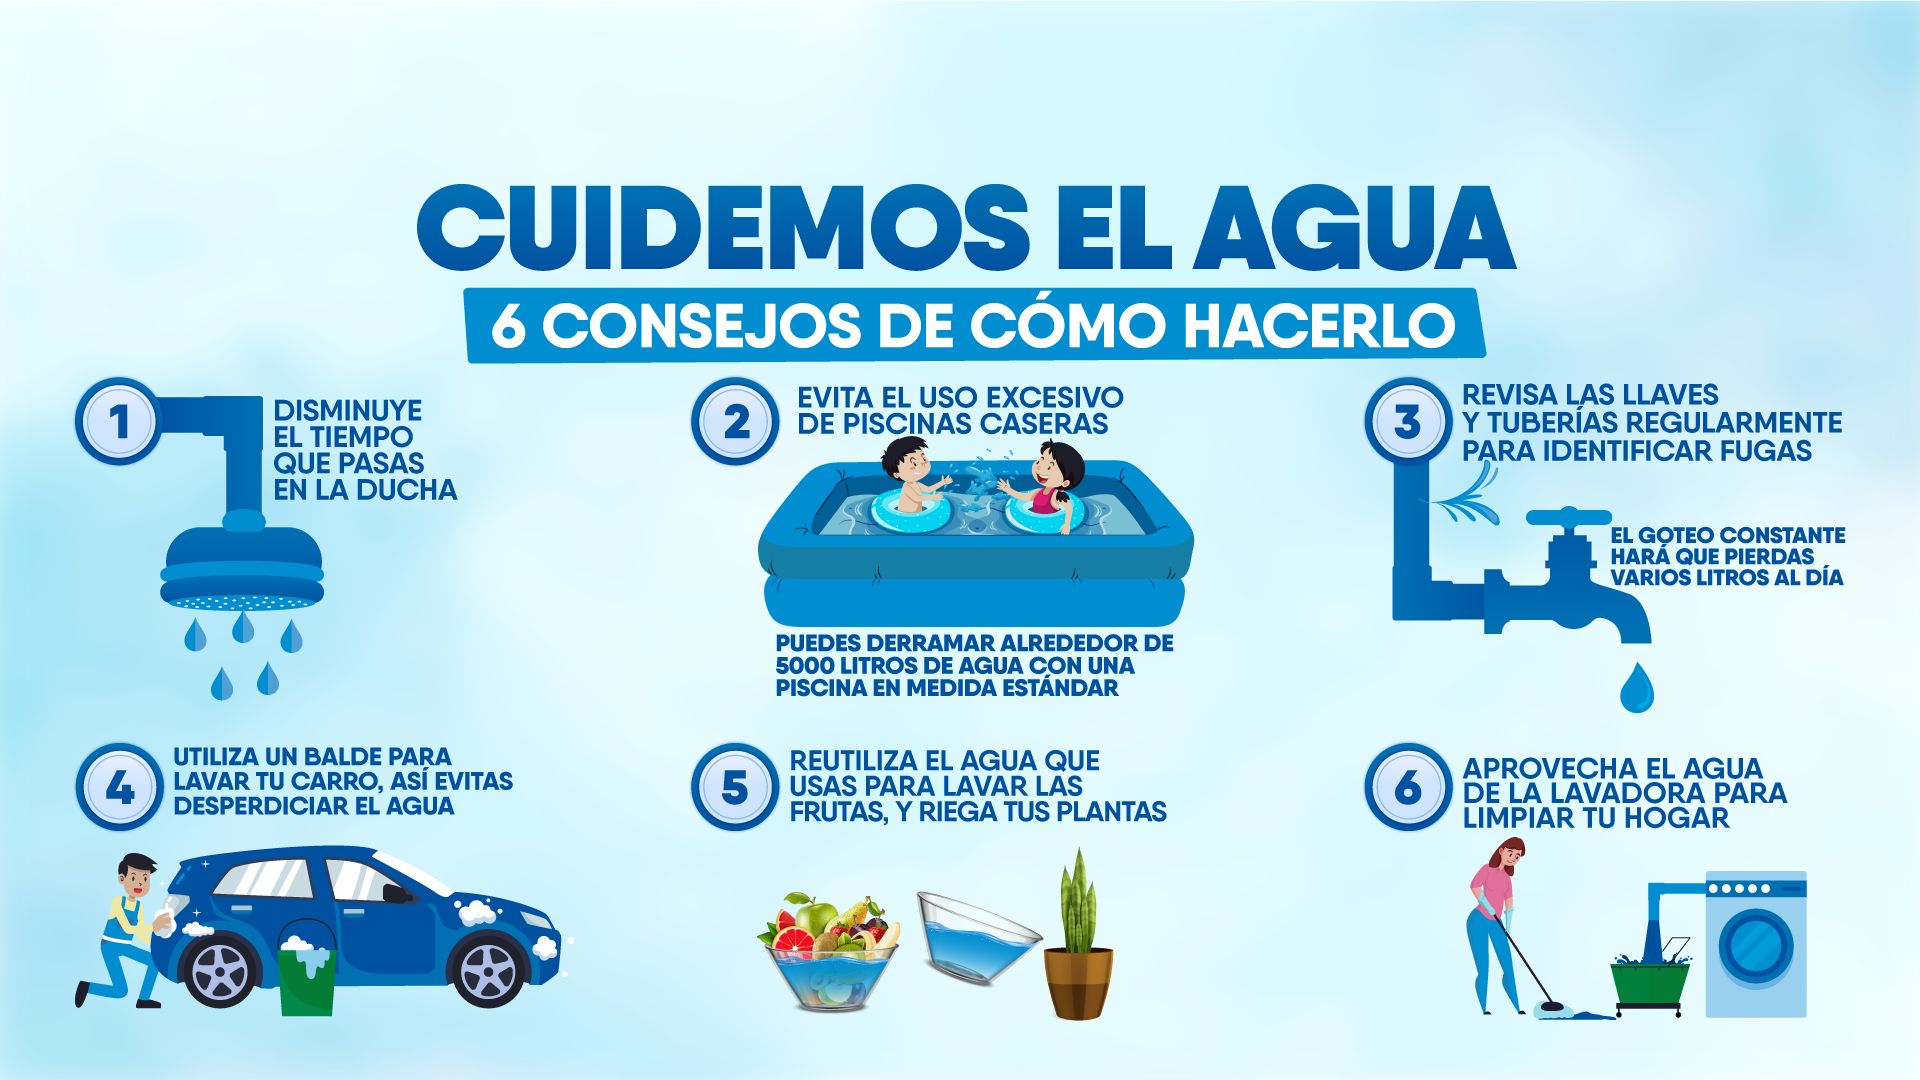 CUIDEMOS EL AGUA
6 CONSEJOS DE CÓMO HACERLO
1
DISMINUYE
EL TIEMPO
QUE PASAS
EN LA DUCHA
2
EVITA EL USO EXCESIVO
DE PISCINAS CASERAS
PUEDES DERRAMAR ALREDEDOR DE
5000 LITROS DE AGUA CON UNA
PISCINA EN MEDIDA ESTÁNDAR
3
REVISA LAS LLAVES
Y TUBERÍAS REGULARMENTE
PARA IDENTIFICAR FUGAS
EL GOTEO CONSTANTE
HARÁ QUE PIERDAS
VARIOS LITROS AL DÍA
4
UTILIZA UN BALDE PARA
LAVAR TU CARRO, ASÍ EVITAS
DESPERDICIAR EL AGUA
5
REUTILIZA EL AGUA QUE
USAS PARA LAVAR LAS
FRUTAS, Y RIEGA TUS PLANTAS
6
APROVECHA EL AGUA
DE LA LAVADORA PARA
LIMPIAR TU HOGAR